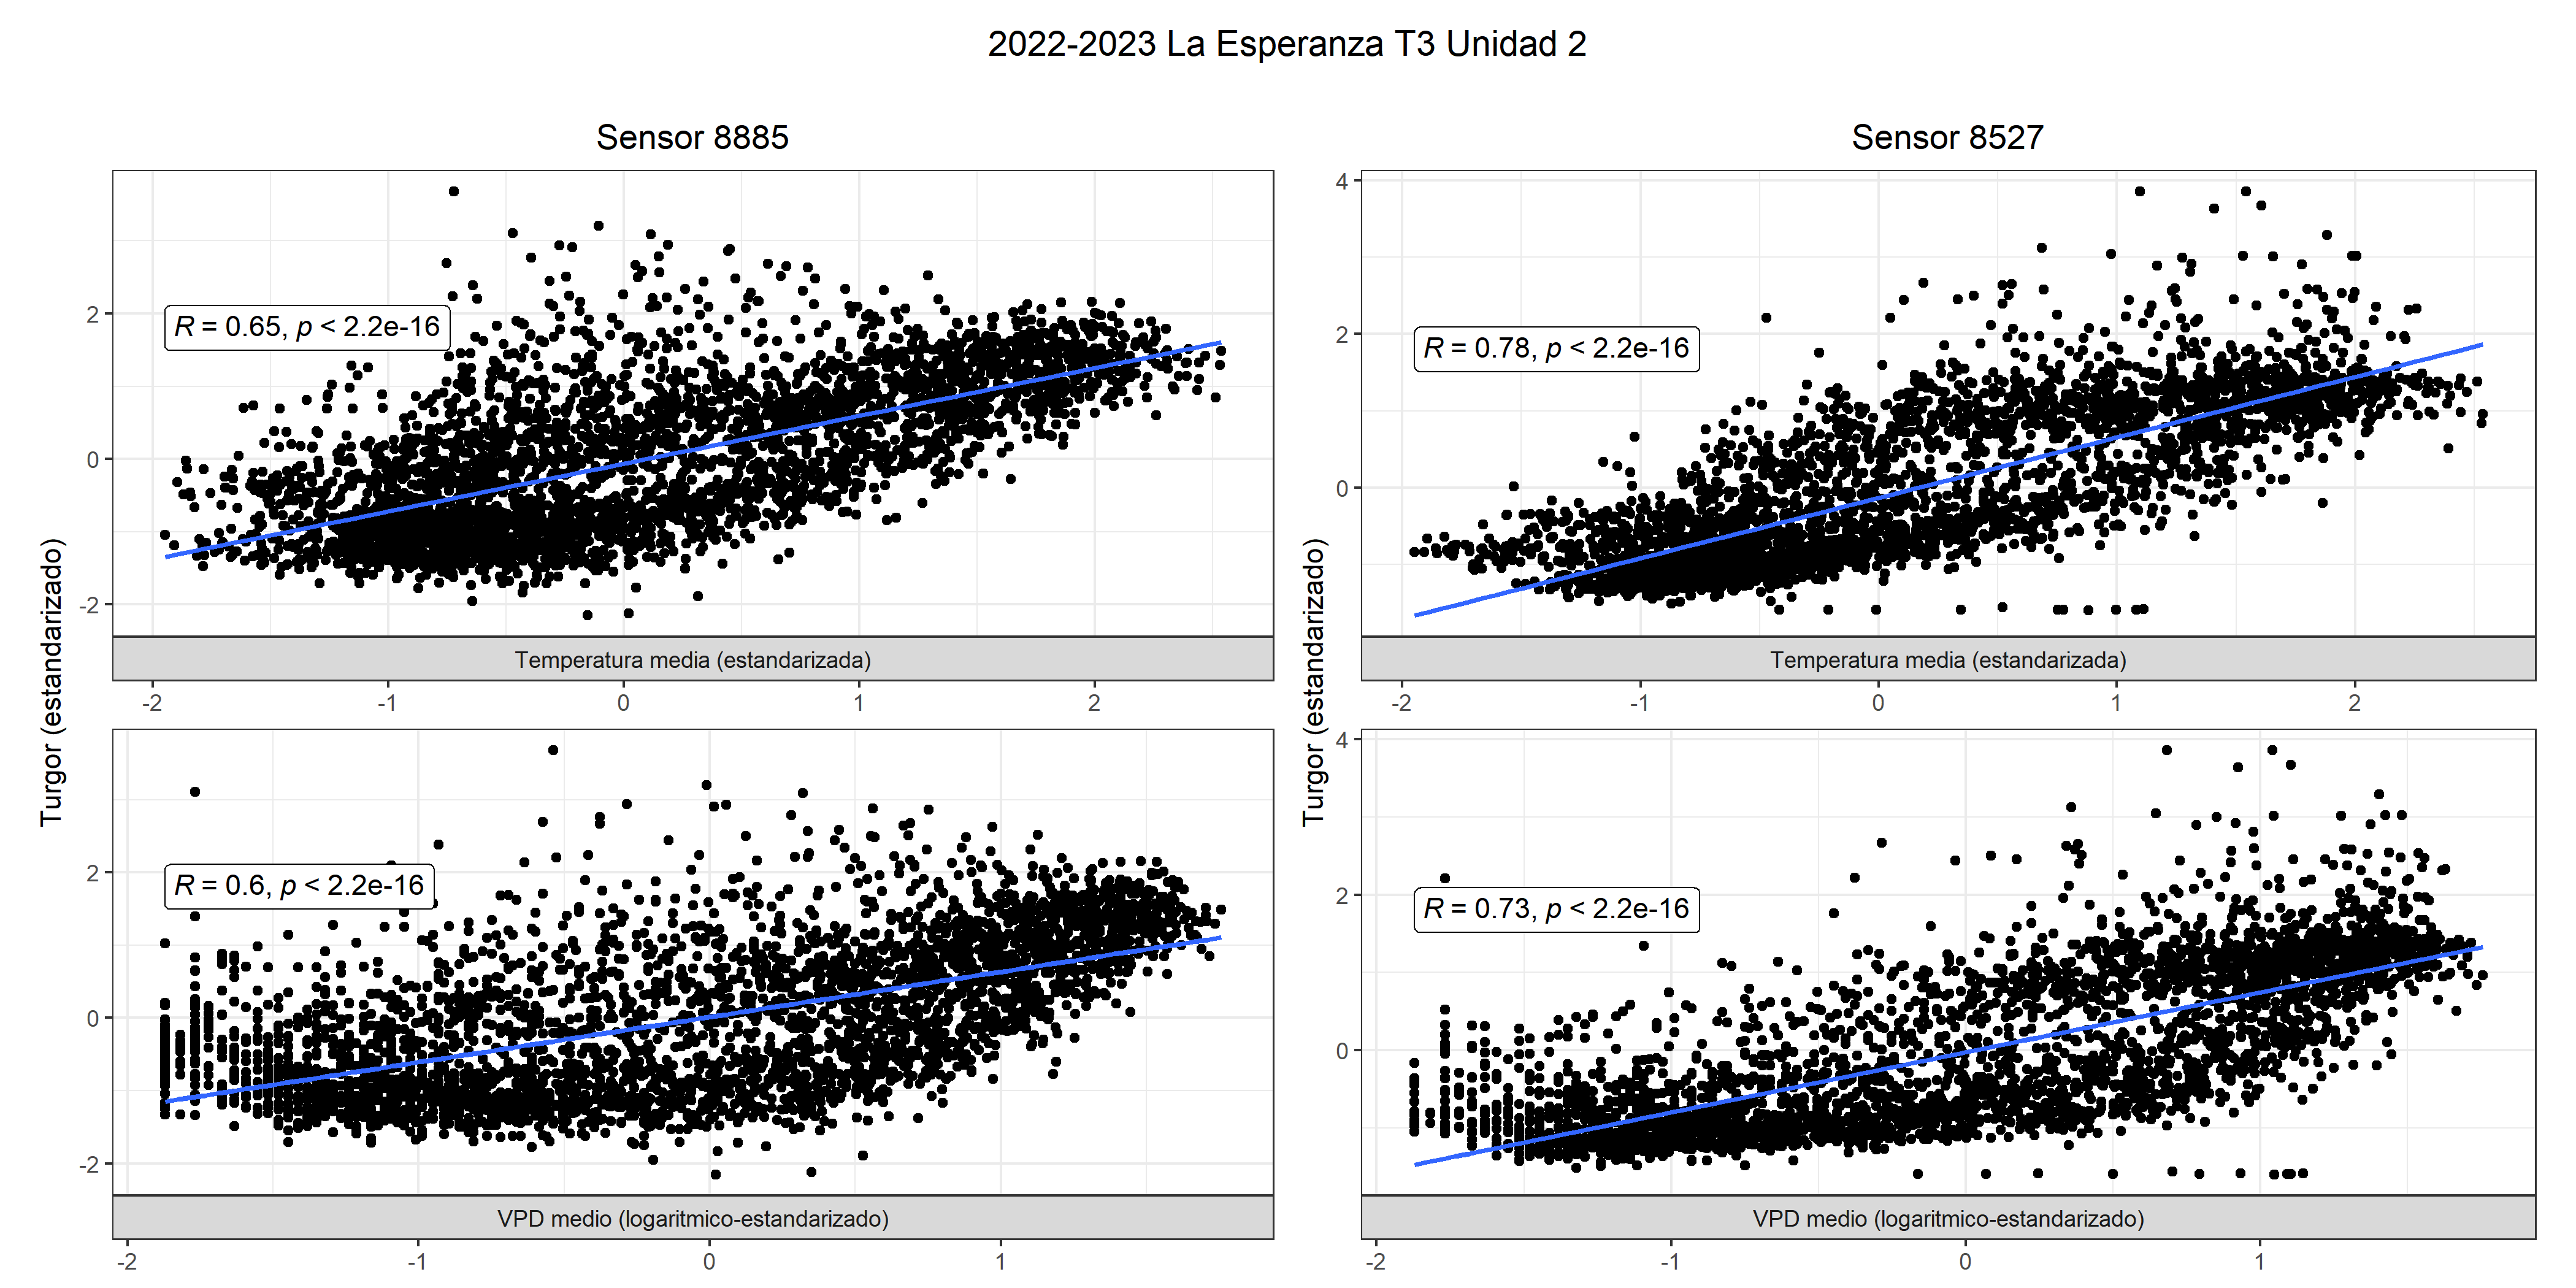 2022-2023 La Esperanza T3 Unidad 2
Sensor 8885
Sensor 8527
Turgor (estandarizado)
2
0
-2
R = 0.65, p < 2.2e-16
Temperatura media (estandarizada)
-2 -1 0 1 2
2
0
-2
R = 0.6, p < 2.2e-16
VPD medio (logaritmico-estandarizado)
-2 -1 0 1
Turgor (estandarizado)
4
2
0
R = 0.78, p < 2.2e-16
Temperatura media (estandarizada)
-2 -1 0 1 2
4
2
0
R = 0.73, p < 2.2e-16
VPD medio (logaritmico-estandarizado)
-2 -1 0 1